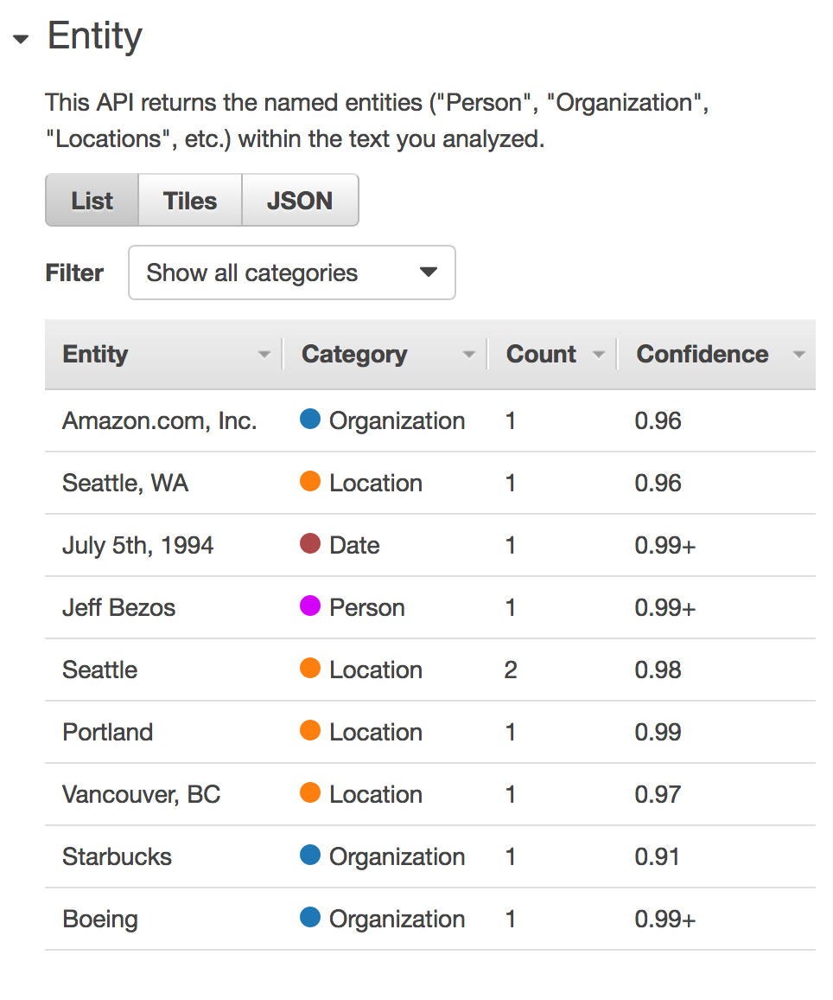 Entity
This API returns the named entities ("Person", "Organization",
"Locations", etc.) within the text you analyzed.
List Tiles JSON
Filter Show all categories
Entity Category Count Confidence
Amazon.com, Inc. Organization 1 0.96
Seattle, WA Location 1 0.96
July 5th, 1994 Date 1 0.99+
Jeff Bezos Person 1 0.99+
Seattle Location 2 0.98
Portland Location 1 0.99
Vancouver, BC Location 1 0.97
Starbucks Organization 1 0.91
Boeing Organization 1 0.99+